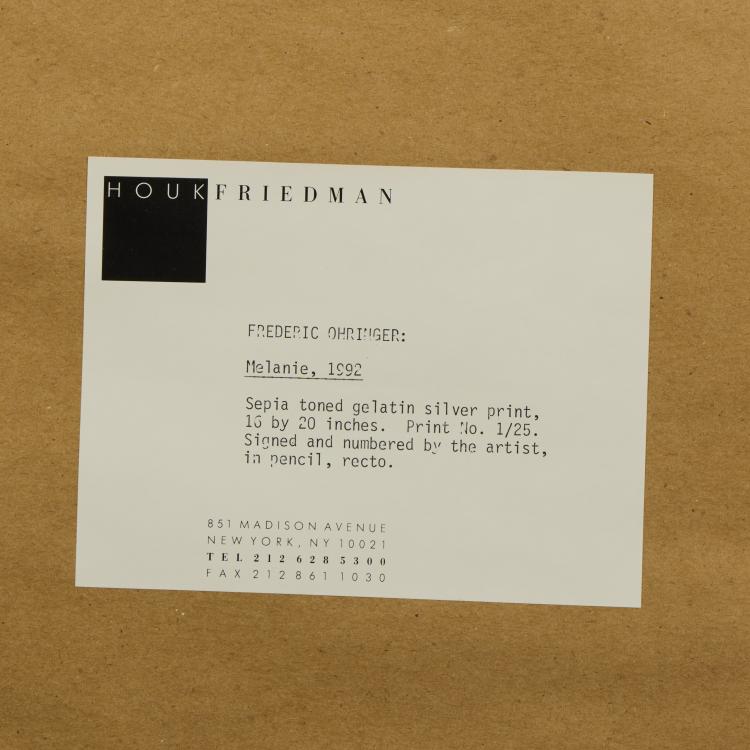 HOUK FRIEDMAN
FREDERIC OHRINGER:
Melanie, 1992
Sepia toned gelatin silver print,
16 by 20 inches.  Print No. 1/25.
Signed and numbered by the artist,
in pencil, recto.
851 MADISON AVENUE
NEW YORK, NY 10021
TEL 212 628 5300
FAX 212 861 1030